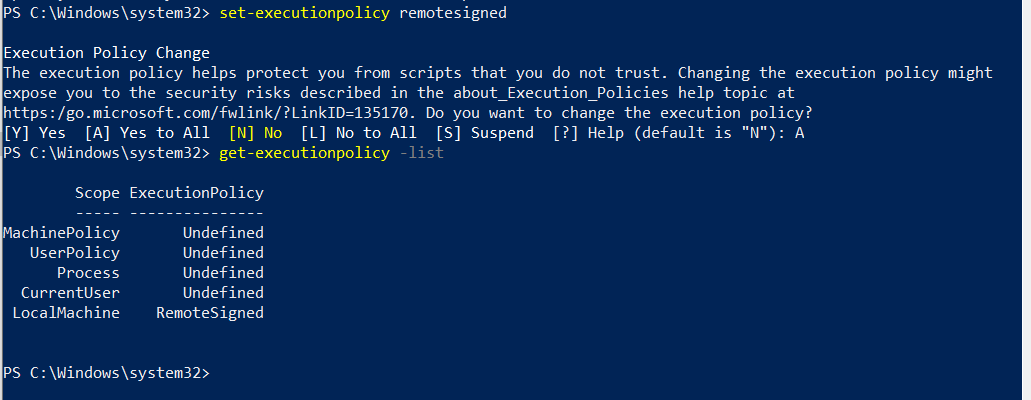 PS C:\Windows\system32> set-executionpolicy remotesigned
Execution Policy Change
The execution policy helps protect you from scripts that you do not trust. Changing the execution policy might
expose you to the security risks described in the about_Execution_Policies help topic at
https:/go.microsoft.com/fwlink/?LinkID=135170. Do you want to change the execution policy?
[Y] Yes  [A] Yes to All  [N] No  [L] No to All  [S] Suspend  [?] Help (default is "N"): A
PS C:\Windows\system32> get-executionpolicy -list
Scope ExecutionPolicy
----- ---------------
MachinePolicy Undefined
UserPolicy Undefined
Process Undefined
CurrentUser Undefined
LocalMachine RemoteSigned
PS C:\Windows\system32>